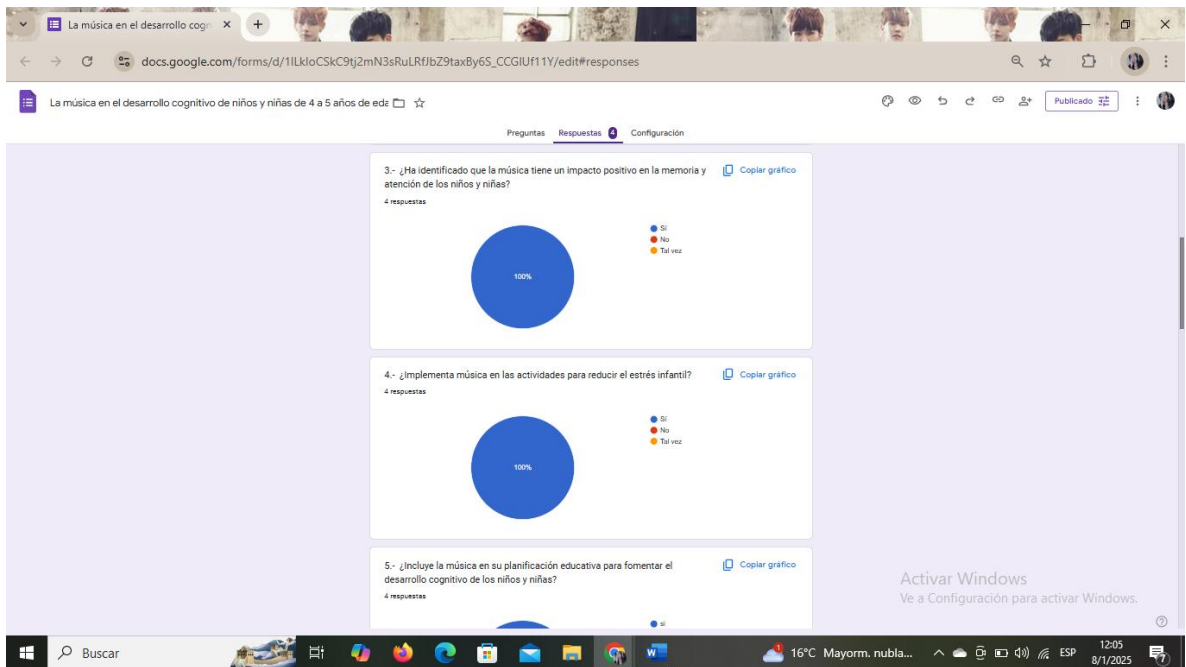 La música en el desarrollo cogn
docs.google.com/forms/d/1lLkloCSkC9tj2mN3sRuLRfJbZ9taxBy6S_CCGlUf11Y/edit#responses
La música en el desarrollo cognitivo de niños y niñas de 4 a 5 años de eda
Publicado
Preguntas Respuestas 4 Configuración
3.- ¿Ha identificado que la música tiene un impacto positivo en la memoria y
atención de los niños y niñas?
Copiar gráfico
4 respuestas
Sí
No
Tal vez
100%
4.- ¿Implementa música en las actividades para reducir el estrés infantil?
Copiar gráfico
4 respuestas
Sí
No
Tal vez
100%
5.- ¿Incluye la música en su planificación educativa para fomentar el
desarrollo cognitivo de los niños y niñas?
Copiar gráfico
4 respuestas
si
Activar Windows
Ve a Configuración para activar Windows.
Buscar
16°C Mayorm. nubla...
ESP
12:05
8/1/2025
7